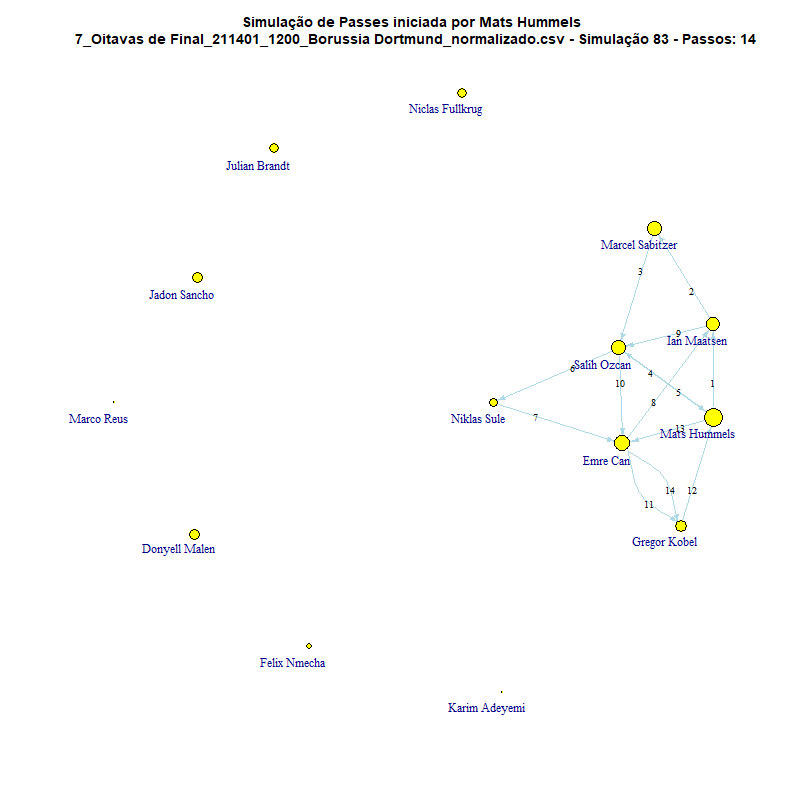 Simulação de Passes iniciada por Mats Hummels
7_Oitavas de Final_211401_1200_Borussia Dortmund_normalizado.csv - Simulação 83 - Passos: 14
Niclas Fullkrug
Julian Brandt
Marcel Sabitzer
3
2
Jadon Sancho
9
Ian Maatsen
Salih Ozcan
6
4
10
1
5
8
Marco Reus
Niklas Sule
7
13
Mats Hummels
Emre Can
14
12
11
Gregor Kobel
Donyell Malen
Felix Nmecha
Karim Adeyemi